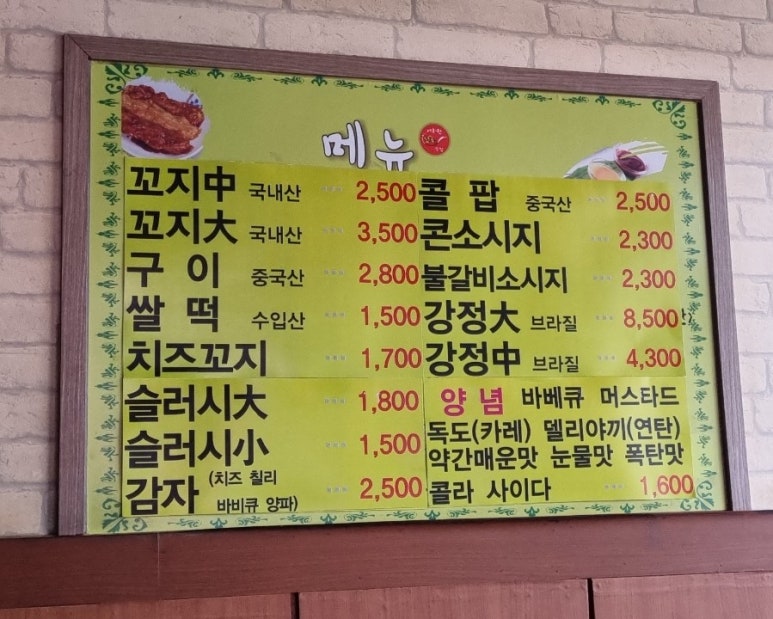 메뉴
꼬지中 국내산 2,500
꼬지大 국내산 3,500
구이 중국산 2,800
쌀떡 수입산 1,500
치즈꼬지 1,700
슬러시大 1,800
슬러시小 1,500
감자 (치즈 칠리 바비큐 양파) 2,500
콜팝 중국산 2,500
콘소시지 2,300
불갈비소시지 2,300
강정大 브라질 8,500
강정中 브라질 4,300
양념 바베큐 머스타드
독도(카레) 델리야끼(연탄)
약간매운맛 눈물맛 폭탄맛
콜라 사이다 1,600